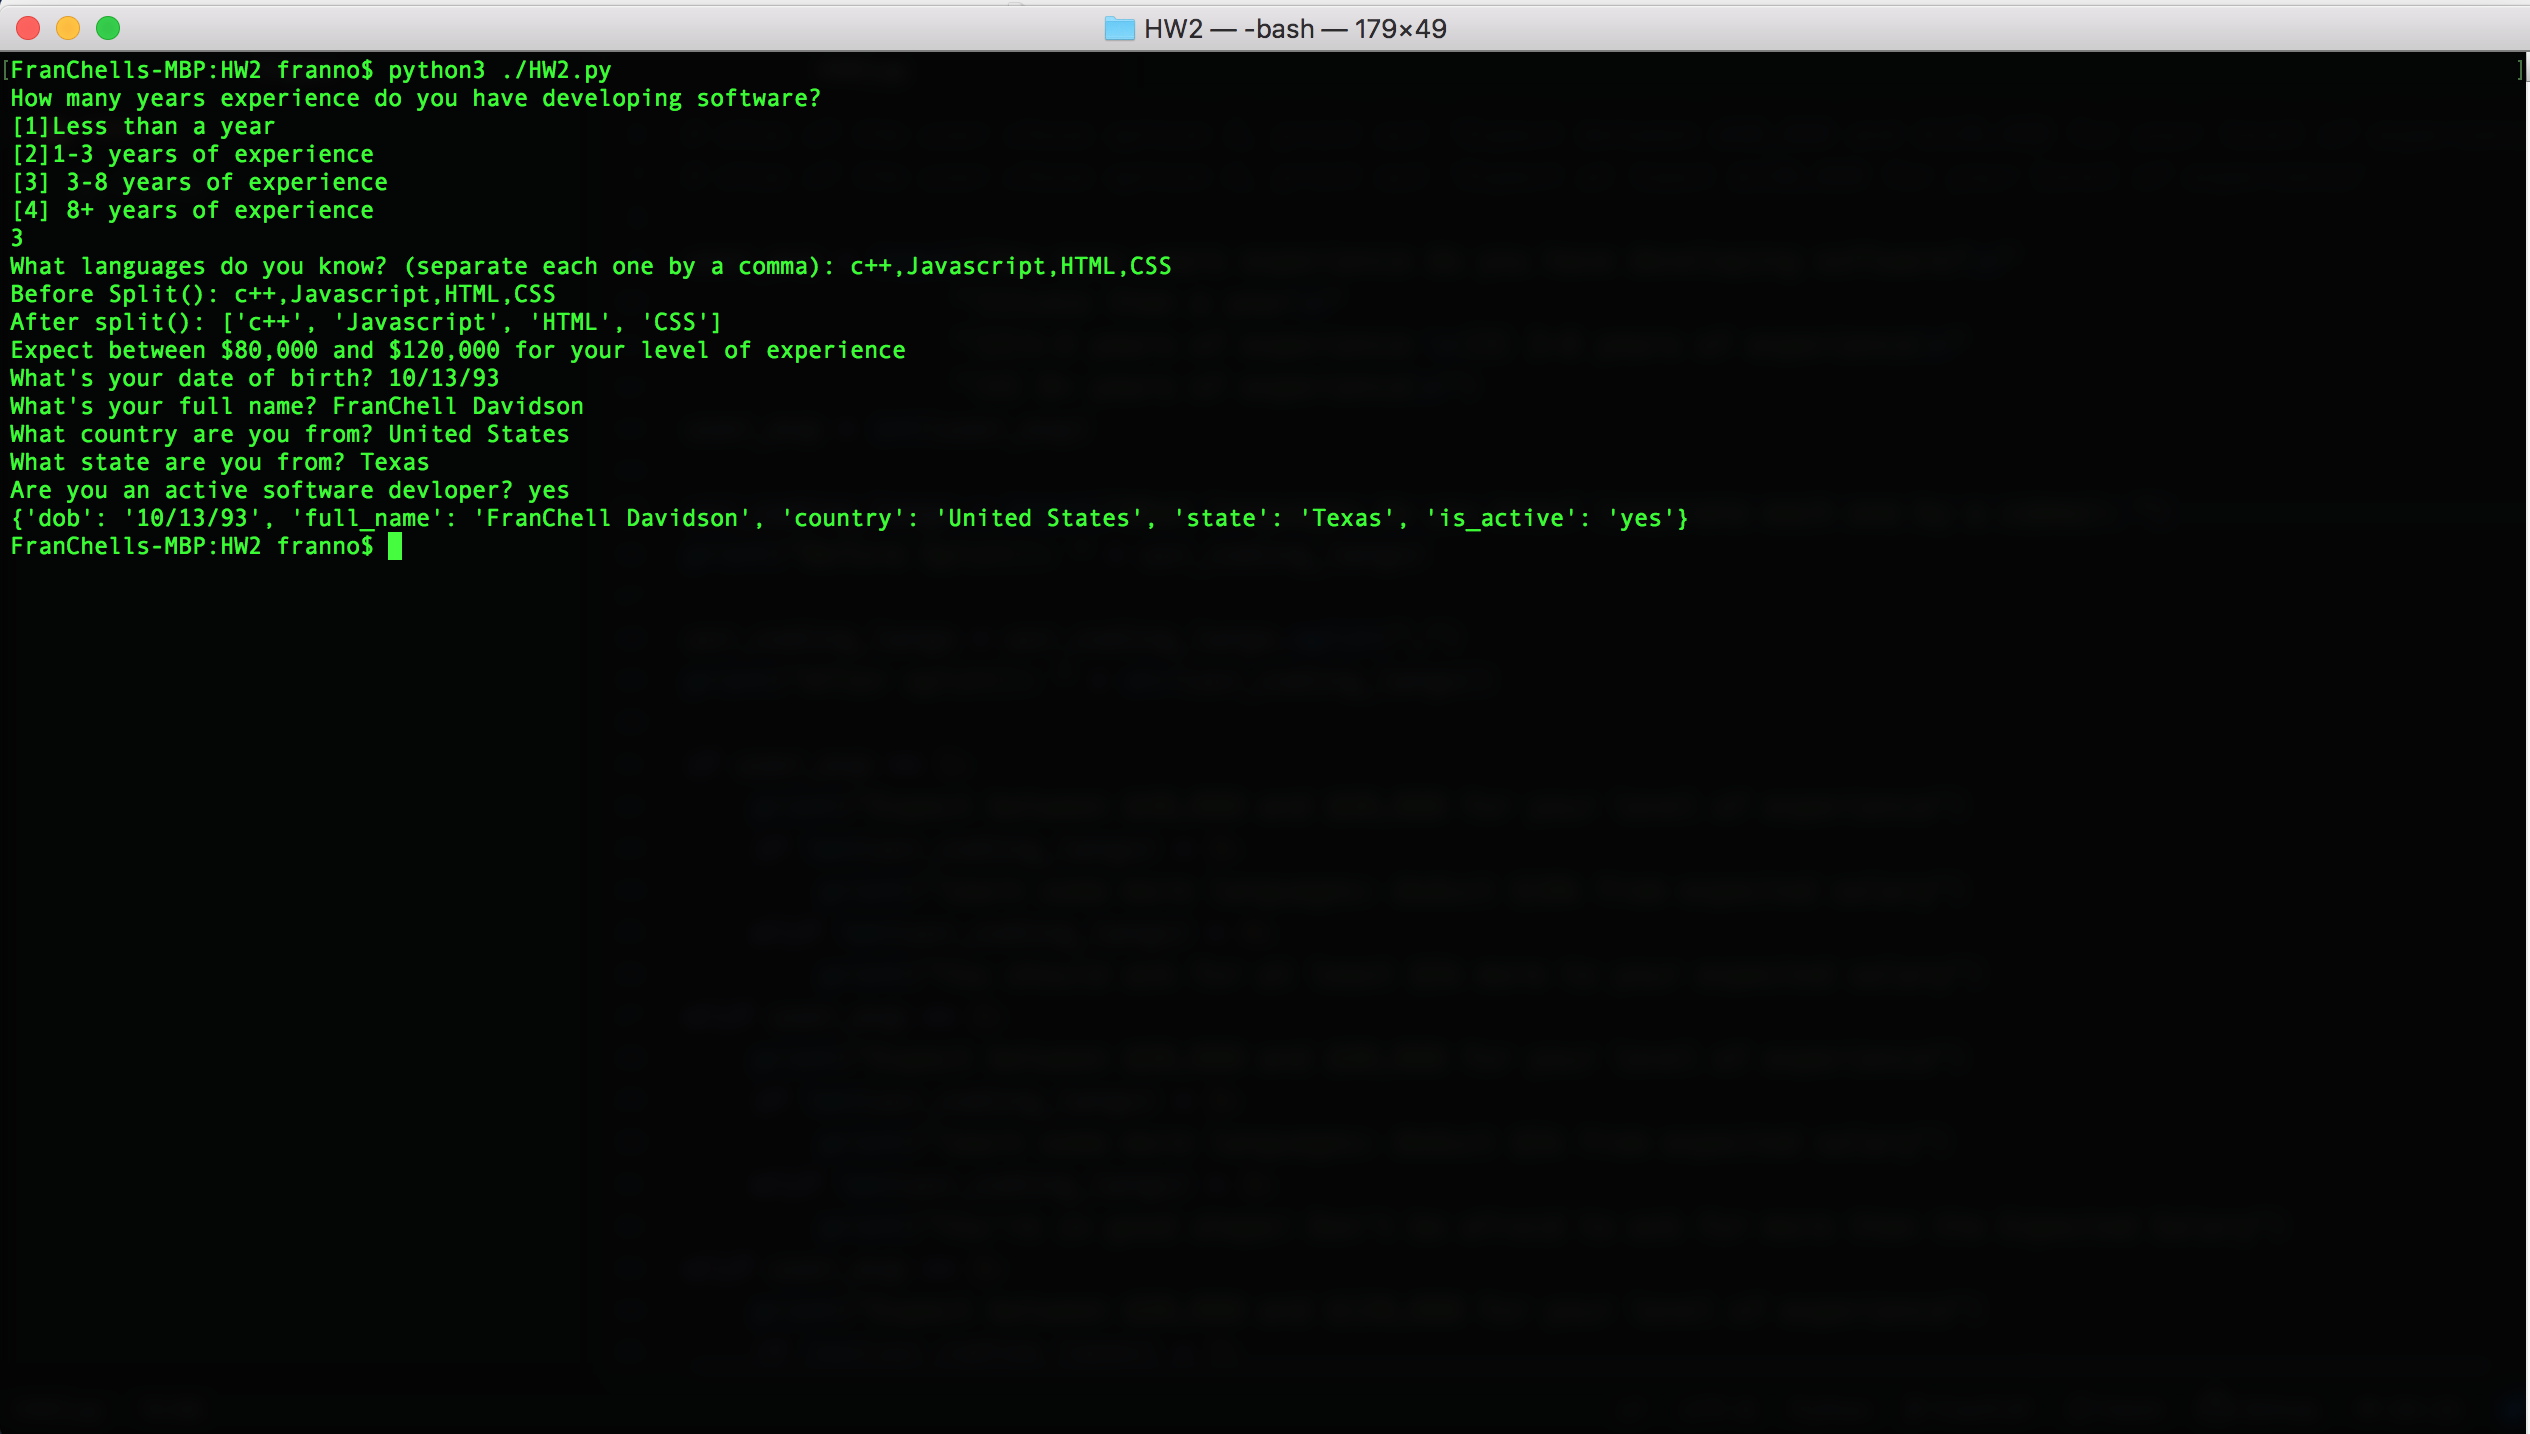 HW2 — -bash — 179×49
[FranChells-MBP:HW2 franno$ python3 ./HW2.py ]
How many years experience do you have developing software?
[1]Less than a year
[2]1-3 years of experience
[3] 3-8 years of experience
[4] 8+ years of experience
3
What languages do you know? (separate each one by a comma): c++,Javascript,HTML,CSS
Before Split(): c++,Javascript,HTML,CSS
After split(): ['c++', 'Javascript', 'HTML', 'CSS']
Expect between $80,000 and $120,000 for your level of experience
What's your date of birth? 10/13/93
What's your full name? FranChell Davidson
What country are you from? United States
What state are you from? Texas
Are you an active software devloper? yes
{'dob': '10/13/93', 'full_name': 'FranChell Davidson', 'country': 'United States', 'state': 'Texas', 'is_active': 'yes'}
FranChells-MBP:HW2 franno$